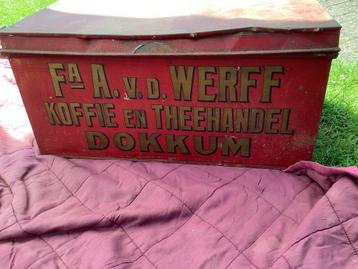 Fa A. v.d. WERFF
KOFFIE EN THEEHANDEL
DOKKUM